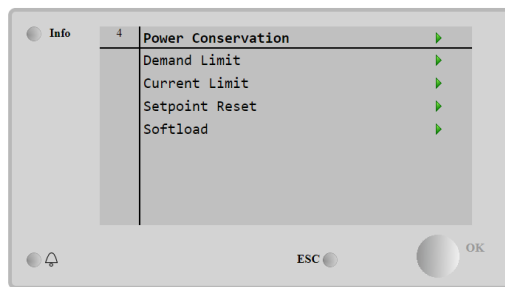 Info
4 Power Conservation
Demand Limit
Current Limit
Setpoint Reset
Softload
ESC
OK